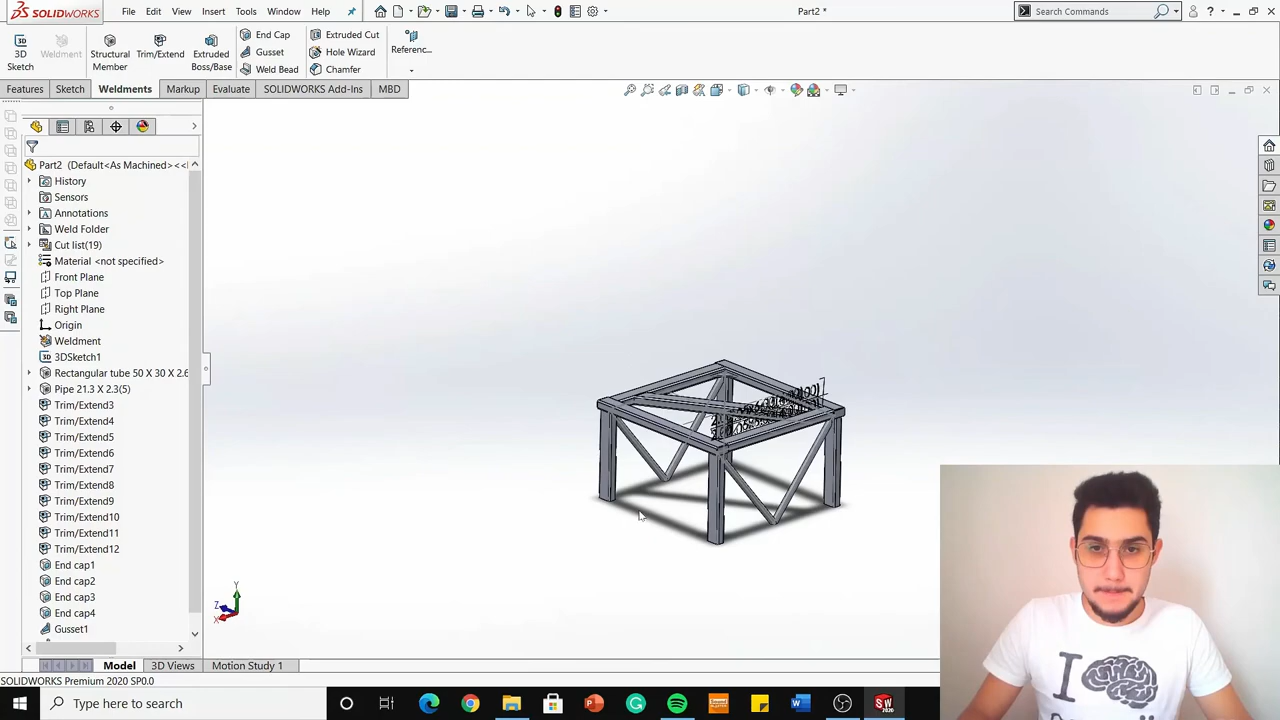 SOLIDWORKS
File
Edit
View
Insert
Tools
Window
Help
Part2 *
Search Commands
3D
Sketch
Weldment
Structural
Member
Trim/Extend
Extruded
Boss/Base
End Cap
Gusset
Weld Bead
Extruded Cut
Hole Wizard
Chamfer
Referenc...
Features
Sketch
Weldments
Markup
Evaluate
SOLIDWORKS Add-Ins
MBD
Part2 (Default<As Machined><<
History
Sensors
Annotations
Weld Folder
Cut list(19)
Material <not specified>
Front Plane
Top Plane
Right Plane
Origin
Weldment
3DSketch1
Rectangular tube 50 X 30 X 2.6
Pipe 21.3 X 2.3(5)
Trim/Extend3
Trim/Extend4
Trim/Extend5
Trim/Extend6
Trim/Extend7
Trim/Extend8
Trim/Extend9
Trim/Extend10
Trim/Extend11
Trim/Extend12
End cap1
End cap2
End cap3
End cap4
Gusset1
Y
Z
X
Model
3D Views
Motion Study 1
SOLIDWORKS Premium 2020 SP0.0
Type here to search
I